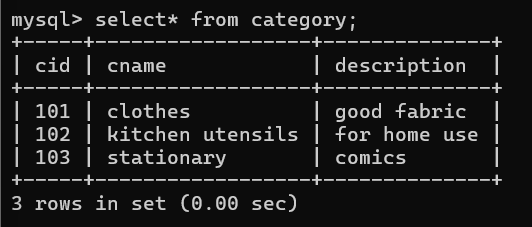 mysql> select* from category;
+-----+------------------+--------------+
| cid | cname            | description  |
+-----+------------------+--------------+
| 101 | clothes          | good fabric  |
| 102 | kitchen utensils | for home use |
| 103 | stationary       | comics       |
+-----+------------------+--------------+
3 rows in set (0.00 sec)